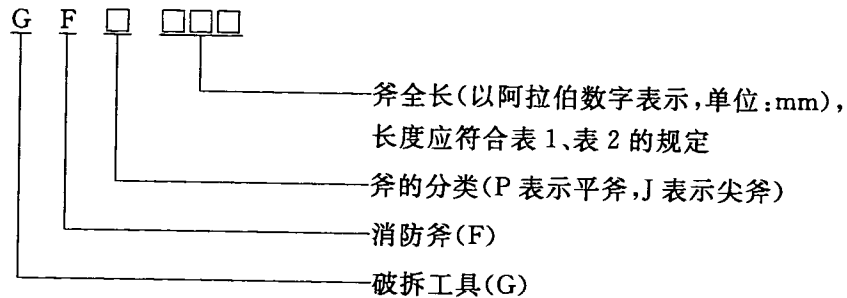 G F □ □□□
斧全长(以阿拉伯数字表示,单位:mm),
长度应符合表 1、表 2 的规定
斧的分类(P 表示平斧,J 表示尖斧)
消防斧(F)
破拆工具(G)